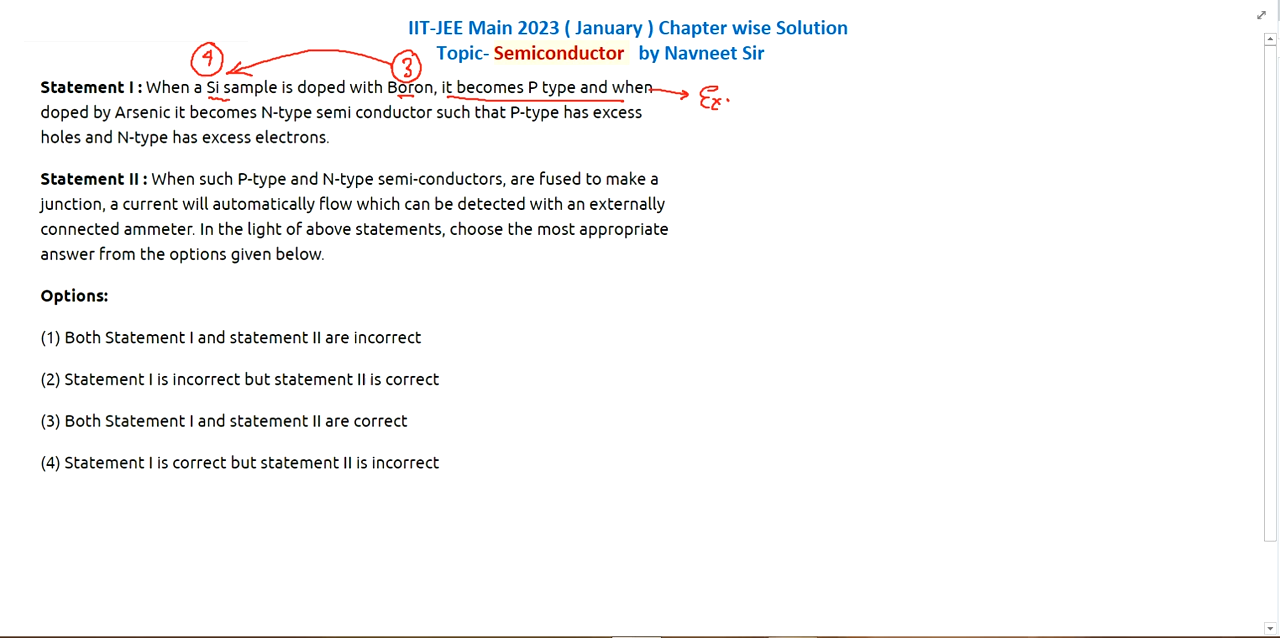 IIT-JEE Main 2023 ( January ) Chapter wise Solution
Topic- Semiconductor by Navneet Sir
4
3
Statement I : When a Si sample is doped with Boron, it becomes P type and when
Ex.
doped by Arsenic it becomes N-type semi conductor such that P-type has excess
holes and N-type has excess electrons.
Statement II : When such P-type and N-type semi-conductors, are fused to make a
junction, a current will automatically flow which can be detected with an externally
connected ammeter. In the light of above statements, choose the most appropriate
answer from the options given below.
Options:
(1) Both Statement I and statement II are incorrect
(2) Statement I is incorrect but statement II is correct
(3) Both Statement I and statement II are correct
(4) Statement I is correct but statement II is incorrect